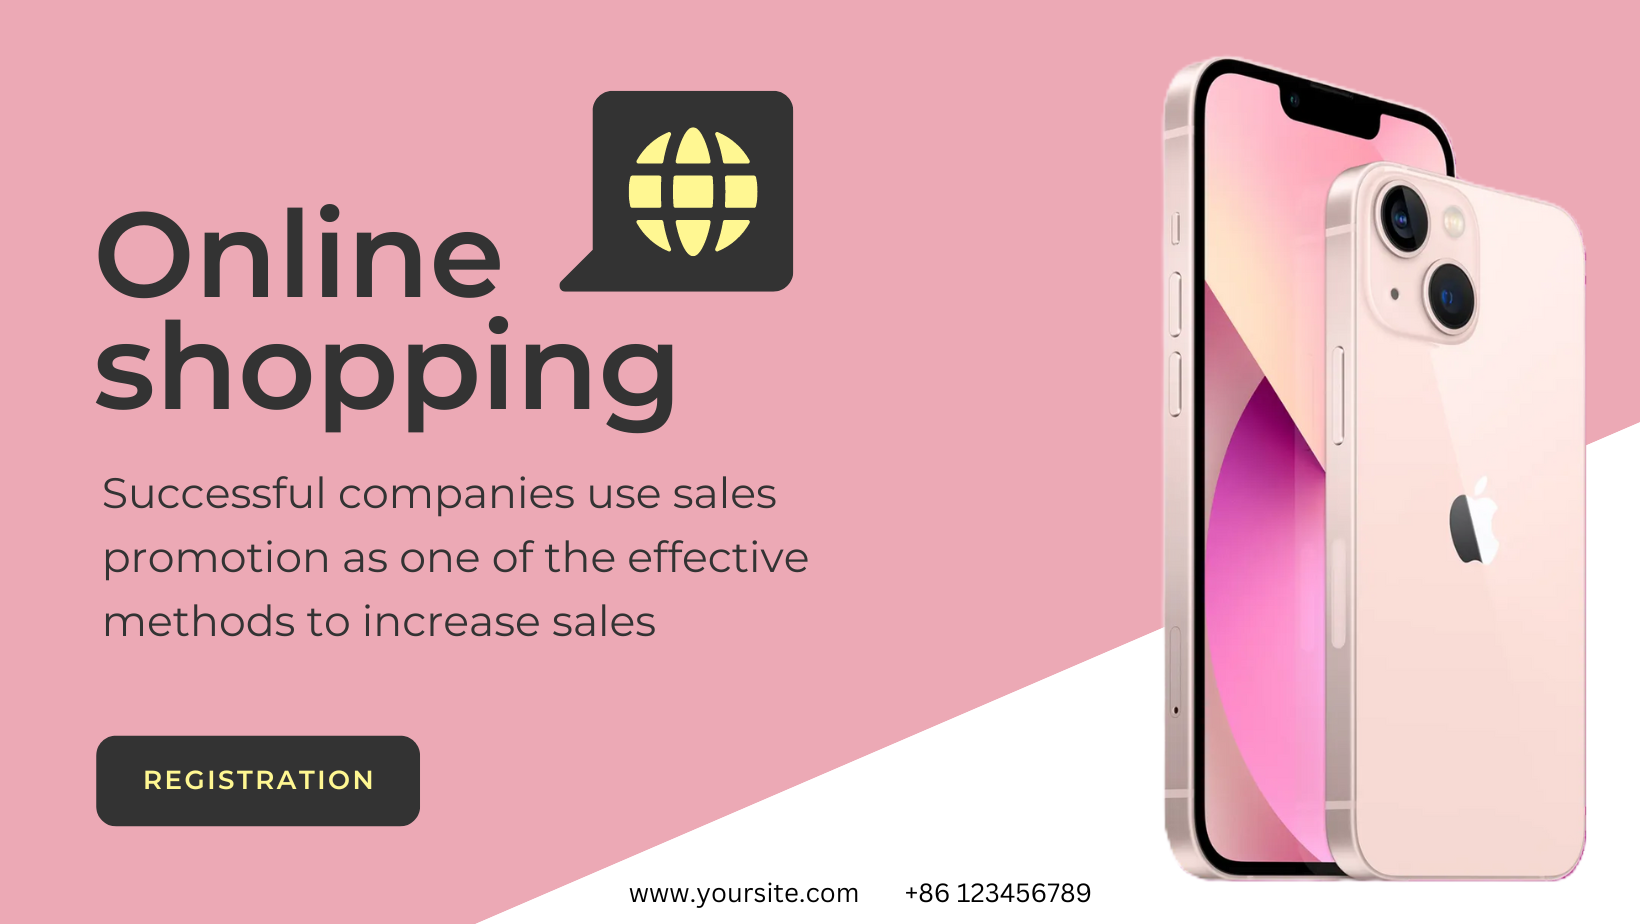 Online
shopping
Successful companies use sales
promotion as one of the effective
methods to increase sales
REGISTRATION
www.yoursite.com +86 123456789